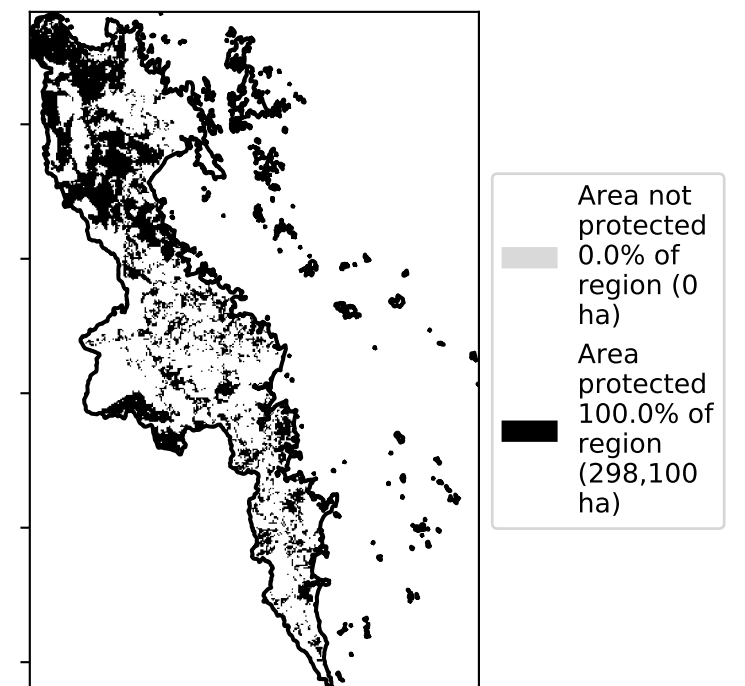 Area not
protected
0.0% of
region (0
ha)
Area
protected
100.0% of
region
(298,100
ha)